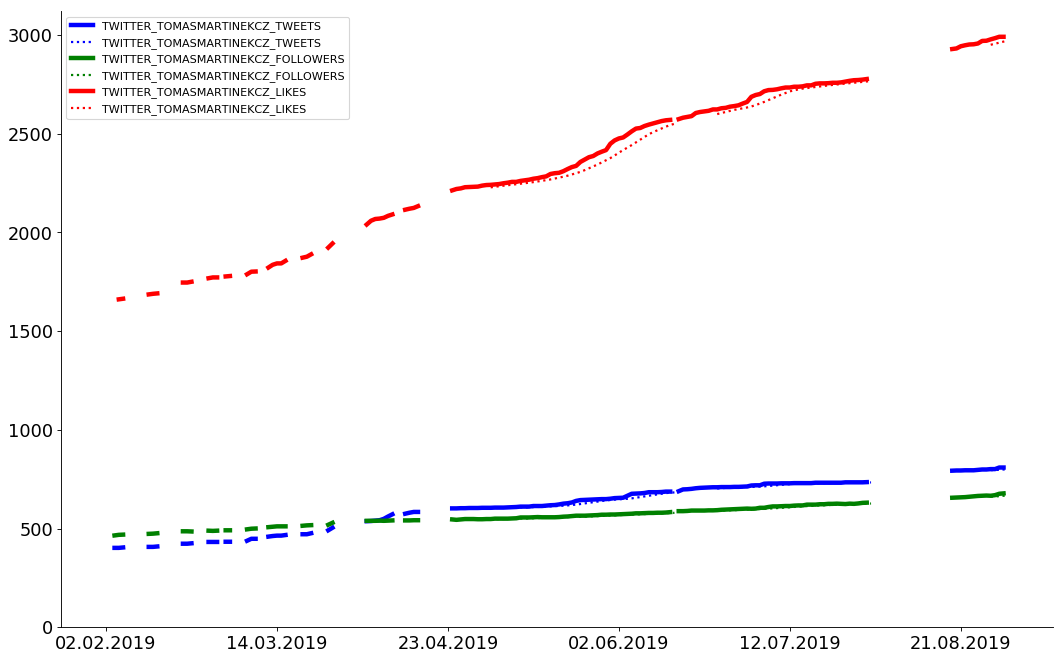 TWITTER_TOMASMARTINEKCZ_TWEETS
TWITTER_TOMASMARTINEKCZ_TWEETS
TWITTER_TOMASMARTINEKCZ_FOLLOWERS
TWITTER_TOMASMARTINEKCZ_FOLLOWERS
TWITTER_TOMASMARTINEKCZ_LIKES
TWITTER_TOMASMARTINEKCZ_LIKES
3000
2500
2000
1500
1000
500
0
02.02.2019 14.03.2019 23.04.2019 02.06.2019 12.07.2019 21.08.2019